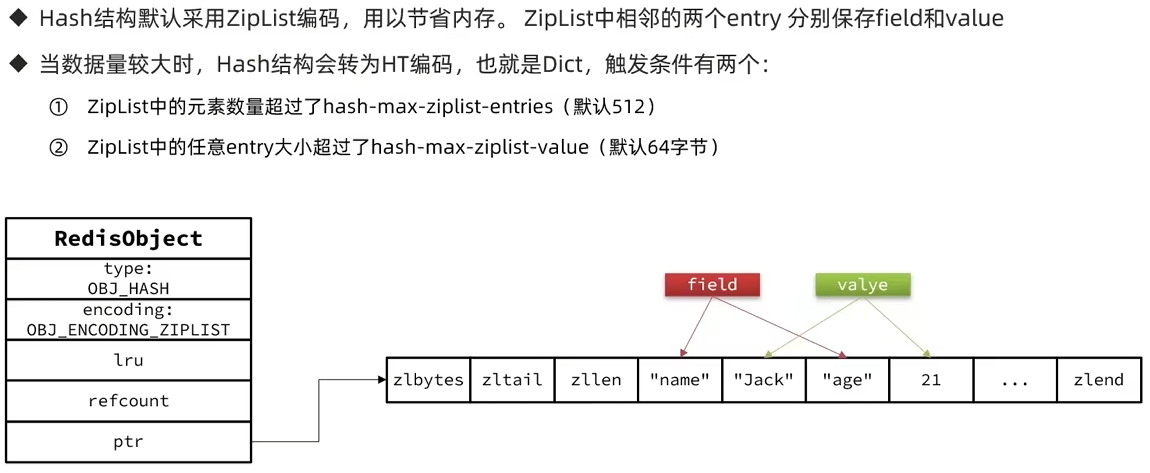 ◆ Hash结构默认采用ZipList编码，用以节省内存。 ZipList中相邻的两个entry 分别保存field和value
◆ 当数据量较大时，Hash结构会转为HT编码，也就是Dict，触发条件有两个：
① ZipList中的元素数量超过了hash-max-ziplist-entries（默认512）
② ZipList中的任意entry大小超过了hash-max-ziplist-value（默认64字节）
RedisObject
type:
OBJ_HASH
encoding:
OBJ_ENCODING_ZIPLIST
lru
refcount
ptr
field valye
zlbytes zltail zllen "name" "Jack" "age" 21 ... zlend